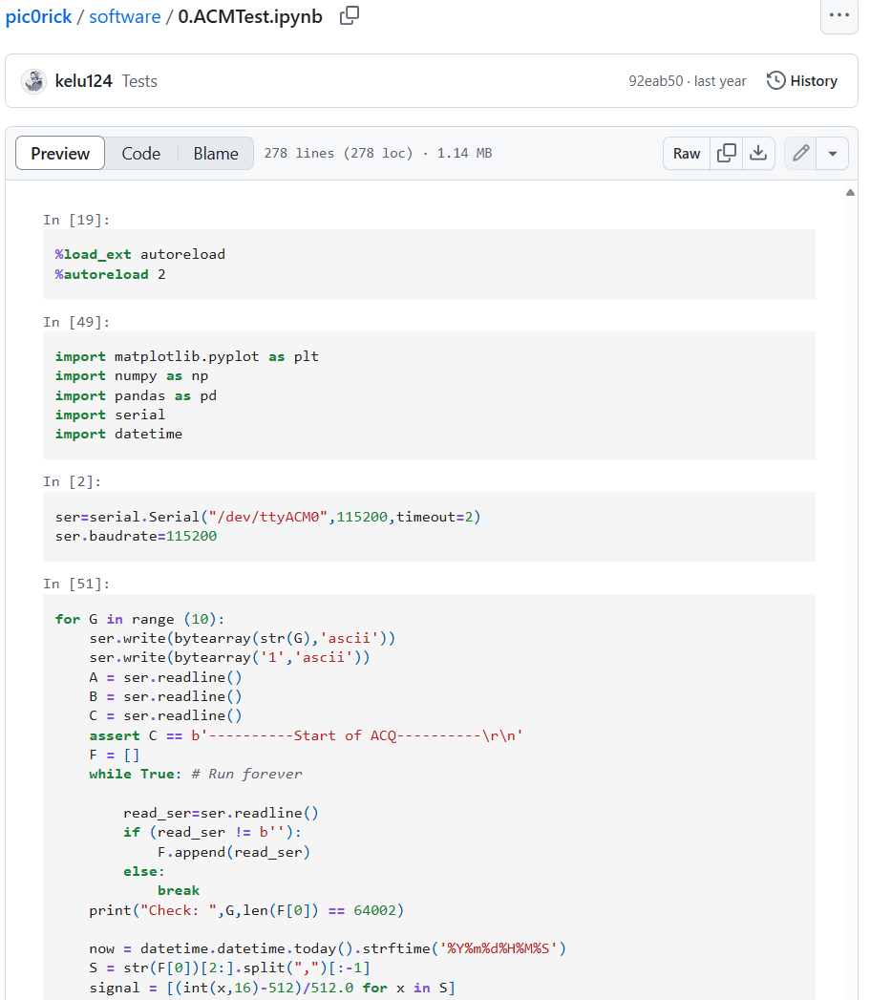 pic0rick / software / 0.ACMTest.ipynb
kelu124 Tests 92eab50 · last year History
Preview Code Blame 278 lines (278 loc) · 1.14 MB Raw
In [19]:
%load_ext autoreload
%autoreload 2
In [49]:
import matplotlib.pyplot as plt
import numpy as np
import pandas as pd
import serial
import datetime
In [2]:
ser=serial.Serial("/dev/ttyACM0",115200,timeout=2)
ser.baudrate=115200
In [51]:
for G in range (10):
    ser.write(bytearray(str(G),'ascii'))
    ser.write(bytearray('1','ascii'))
    A = ser.readline()
    B = ser.readline()
    C = ser.readline()
    assert C == b'----------Start of ACQ----------\r\n'
    F = []
    while True: # Run forever
        read_ser=ser.readline()
        if (read_ser != b''):
            F.append(read_ser)
        else:
            break
    print("Check: ",G,len(F[0]) == 64002)
    now = datetime.datetime.today().strftime('%Y%m%d%H%M%S')
    S = str(F[0])[2:].split(",")[:-1]
    signal = [(int(x,16)-512)/512.0 for x in S]